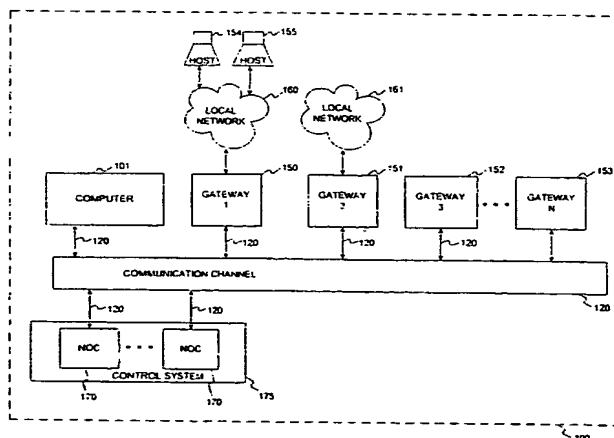 154
155
HOST
HOST
160
161
LOCAL
NETWORK
LOCAL
NETWORK
101
150
151
152
153
COMPUTER
GATEWAY
1
GATEWAY
2
GATEWAY
3
GATEWAY
N
120
120
120
120
COMMUNICATION CHANNEL
120
120
120
NOC
NOC
CONTROL SYSTEM
170
170
175